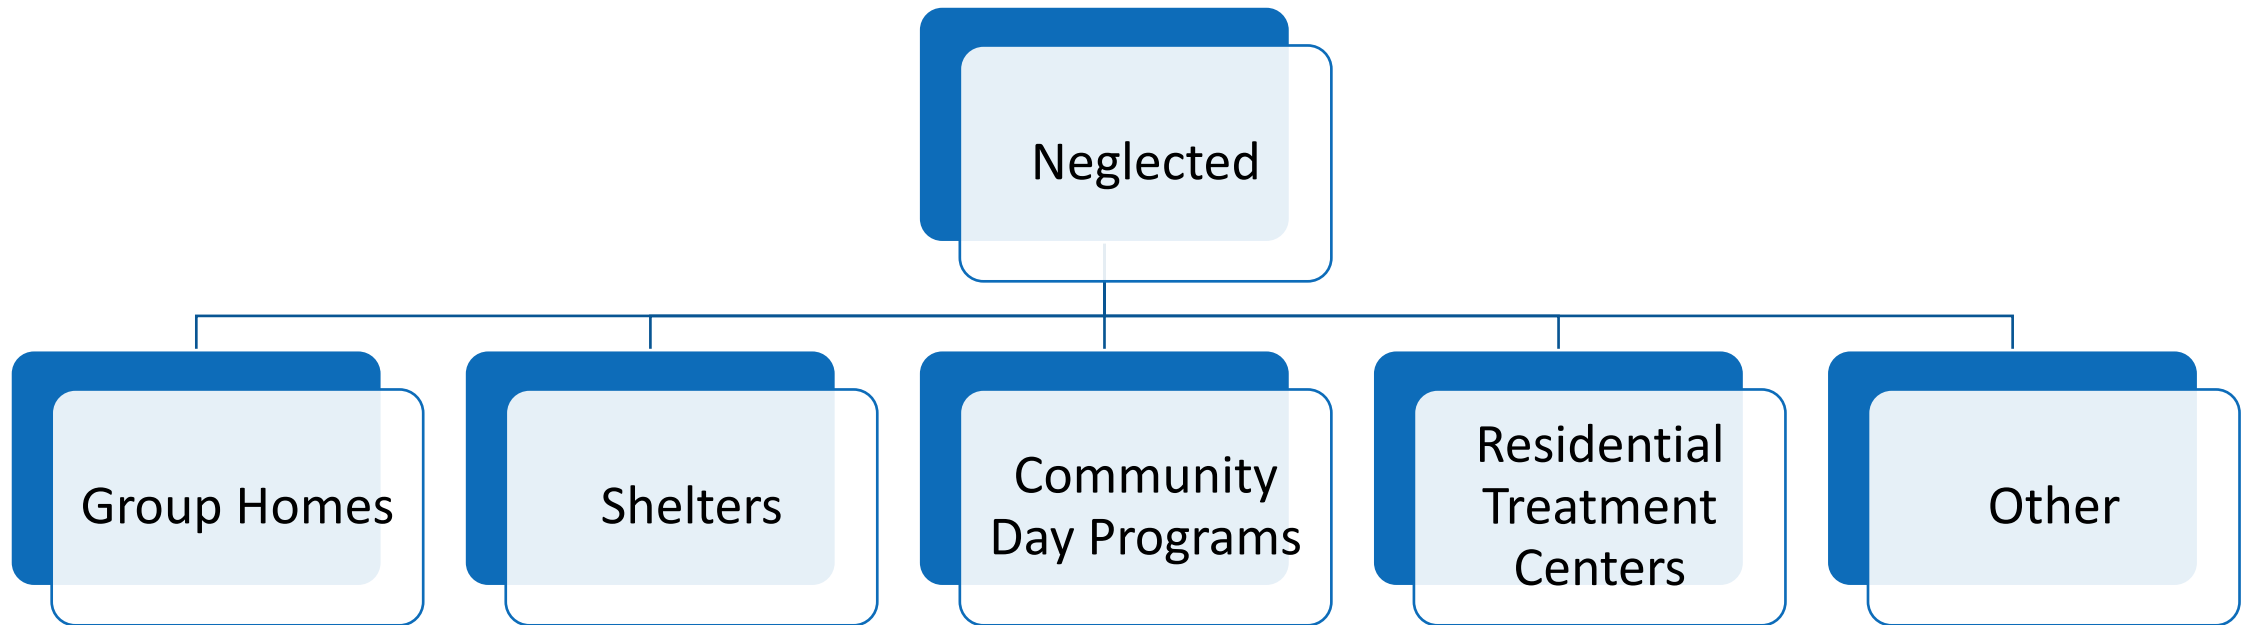 Neglected
Group Homes
Shelters
Community
Day Programs
Residential
Treatment
Centers
Other